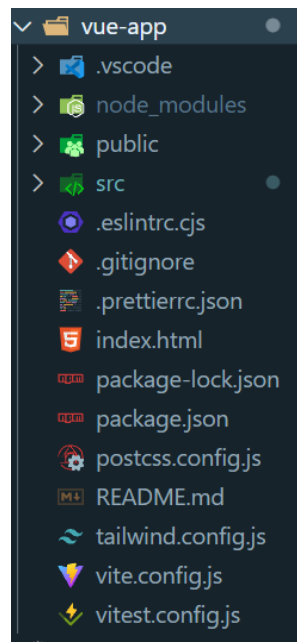 vue-app
.vscode
node_modules
public
src
.eslintrc.cjs
.gitignore
.prettierrc.json
index.html
package-lock.json
package.json
postcss.config.js
README.md
tailwind.config.js
vite.config.js
vitest.config.js